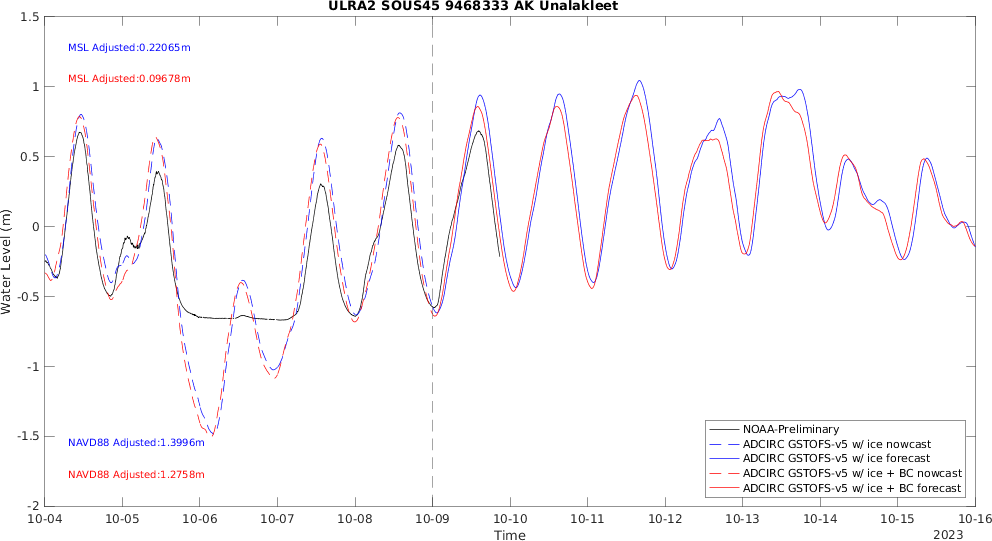 ULRA2 SOUS45 9468333 AK Unalakleet
1.5
1
0.5
0
-0.5
-1
-1.5
-2
Water Level (m)
MSL Adjusted:0.22065m
MSL Adjusted:0.09678m
NAVD88 Adjusted:1.3996m
NAVD88 Adjusted:1.2758m
NOAA-Preliminary
ADCIRC GSTOFS-v5 w/ ice nowcast
ADCIRC GSTOFS-v5 w/ ice forecast
ADCIRC GSTOFS-v5 w/ ice + BC nowcast
ADCIRC GSTOFS-v5 w/ ice + BC forecast
10-04 10-05 10-06 10-07 10-08 10-09 10-10 10-11 10-12 10-13 10-14 10-15 10-16
Time
2023